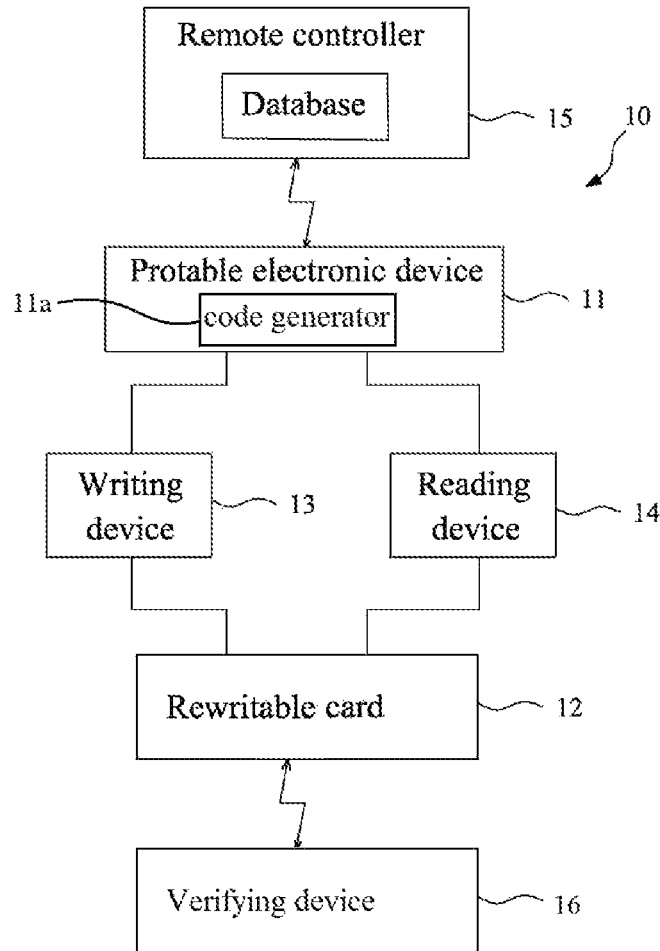 Remote controller
Database
15
10
Protable electronic device
11
11a
code generator
Writing
device
13
Reading
device
14
Rewritable card
12
Verifying device
16